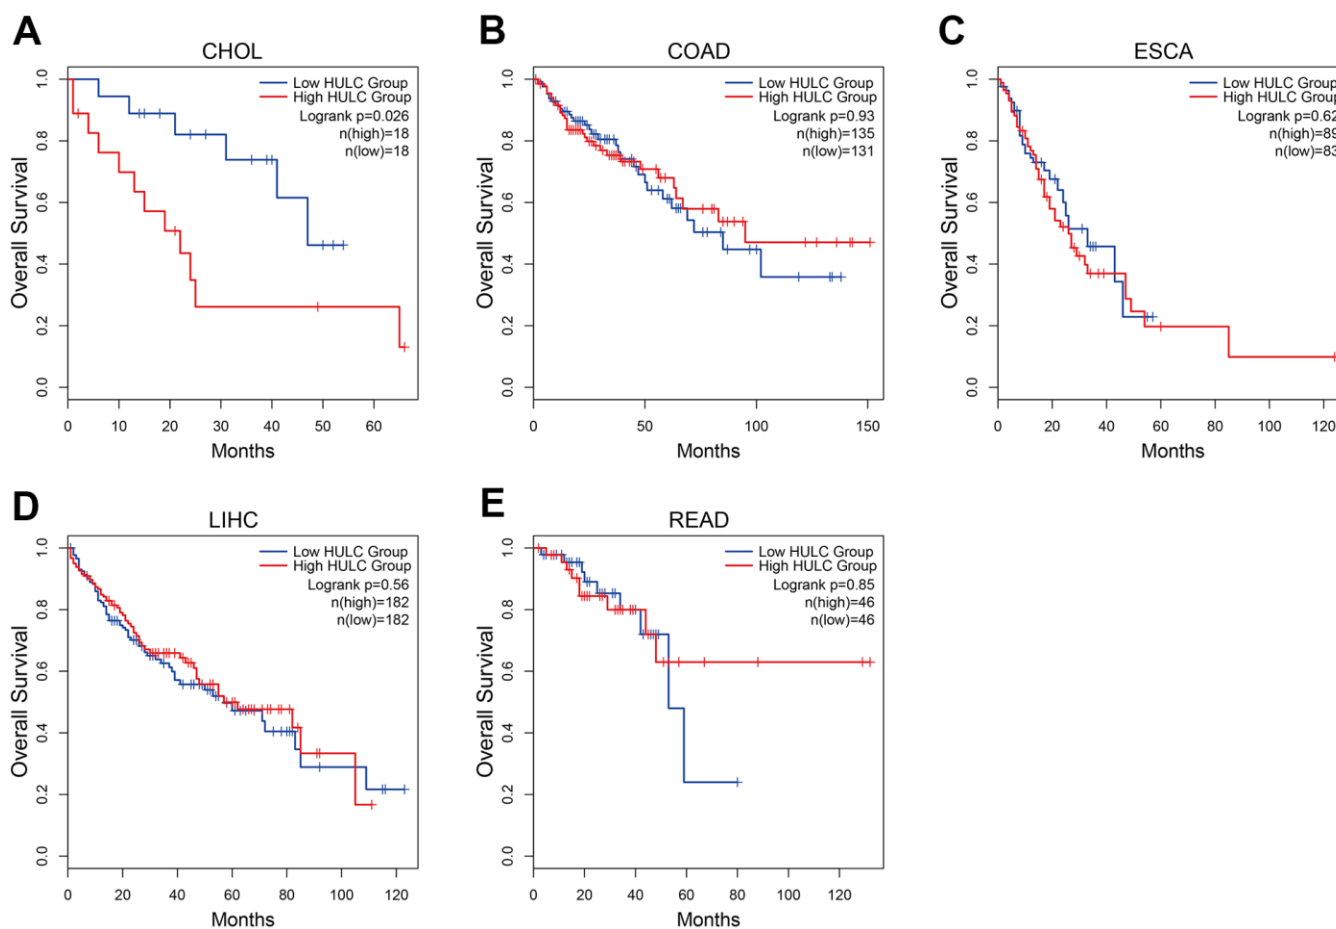 A
CHOL
Low HULC Group
High HULC Group
Logrank p=0.026
n(high)=18
n(low)=18
Overall Survival
0.0 0.2 0.4 0.6 0.8 1.0
0 10 20 30 40 50 60
Months
B
COAD
Low HULC Group
High HULC Group
Logrank p=0.93
n(high)=135
n(low)=131
Overall Survival
0.0 0.2 0.4 0.6 0.8 1.0
0 50 100 150
Months
C
ESCA
Low HULC Group
High HULC Group
Logrank p=0.62
n(high)=89
n(low)=83
Overall Survival
0.0 0.2 0.4 0.6 0.8 1.0
0 20 40 60 80 100 120
Months
D
LIHC
Low HULC Group
High HULC Group
Logrank p=0.56
n(high)=182
n(low)=182
Overall Survival
0.0 0.2 0.4 0.6 0.8 1.0
0 20 40 60 80 100 120
Months
E
READ
Low HULC Group
High HULC Group
Logrank p=0.85
n(high)=46
n(low)=46
Overall Survival
0.0 0.2 0.4 0.6 0.8 1.0
0 20 40 60 80 100 120
Months